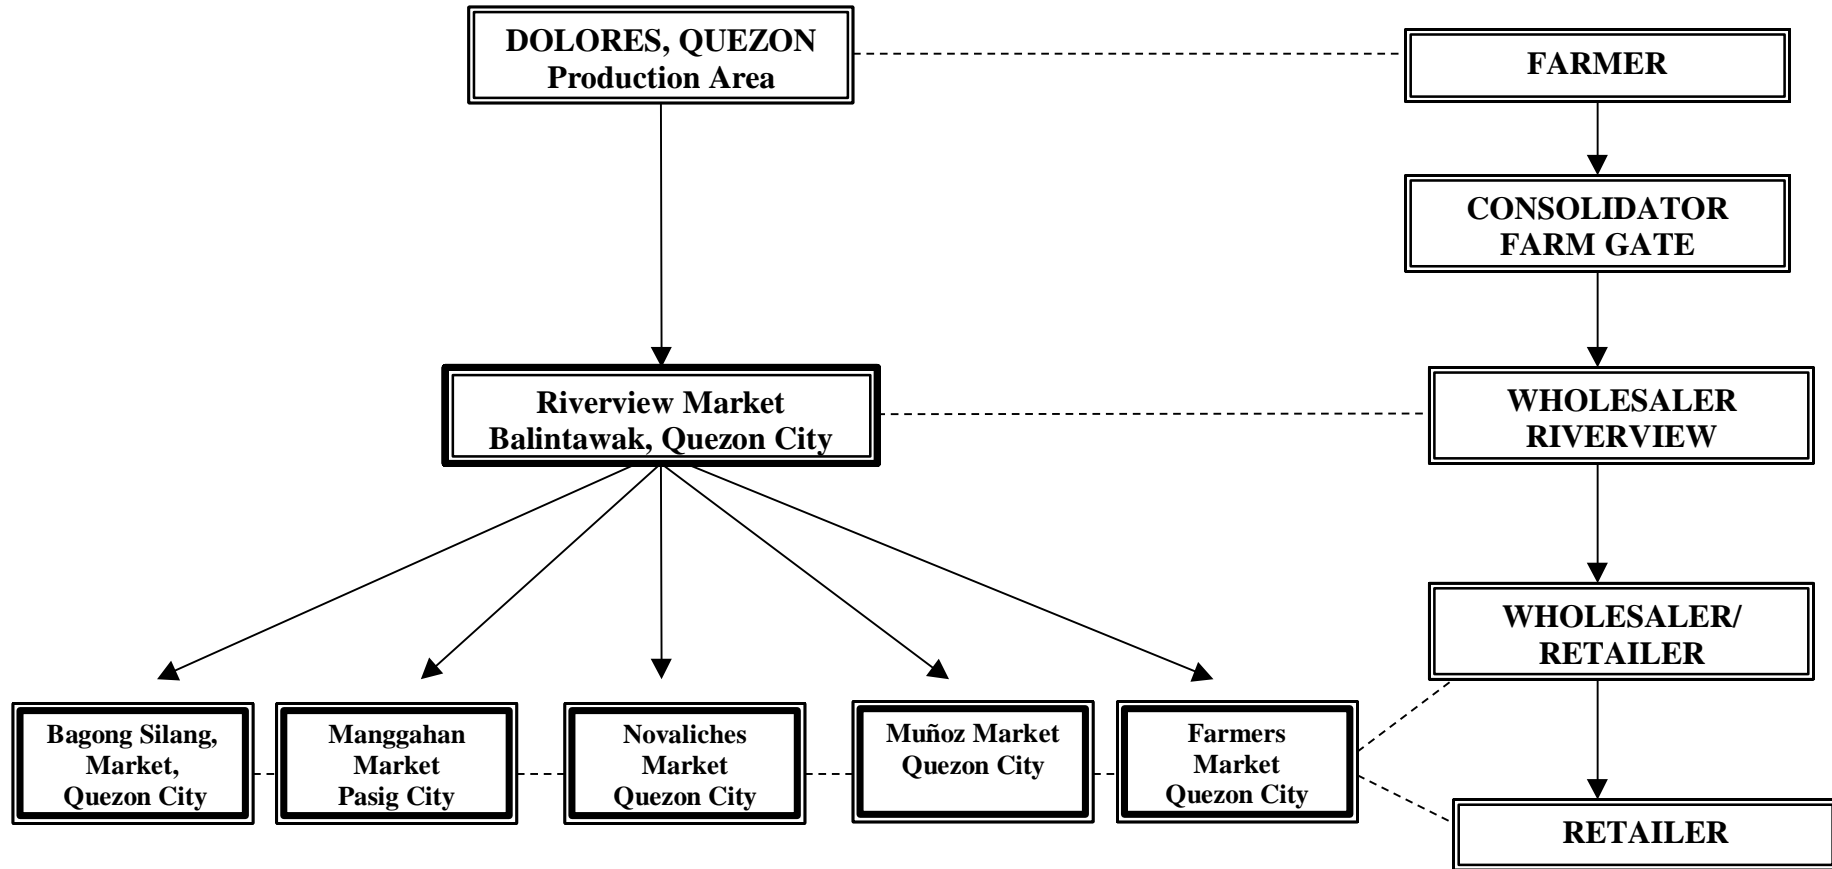 DOLORES, QUEZON
Production Area
FARMER
CONSOLIDATOR
FARM GATE
Riverview Market
Balintawak, Quezon City
WHOLESALER
RIVERVIEW
WHOLESALER/
RETAILER
Bagong Silang,
Market,
Quezon City
Manggahan
Market
Pasig City
Novaliches
Market
Quezon City
Muñoz Market
Quezon City
Farmers
Market
Quezon City
RETAILER